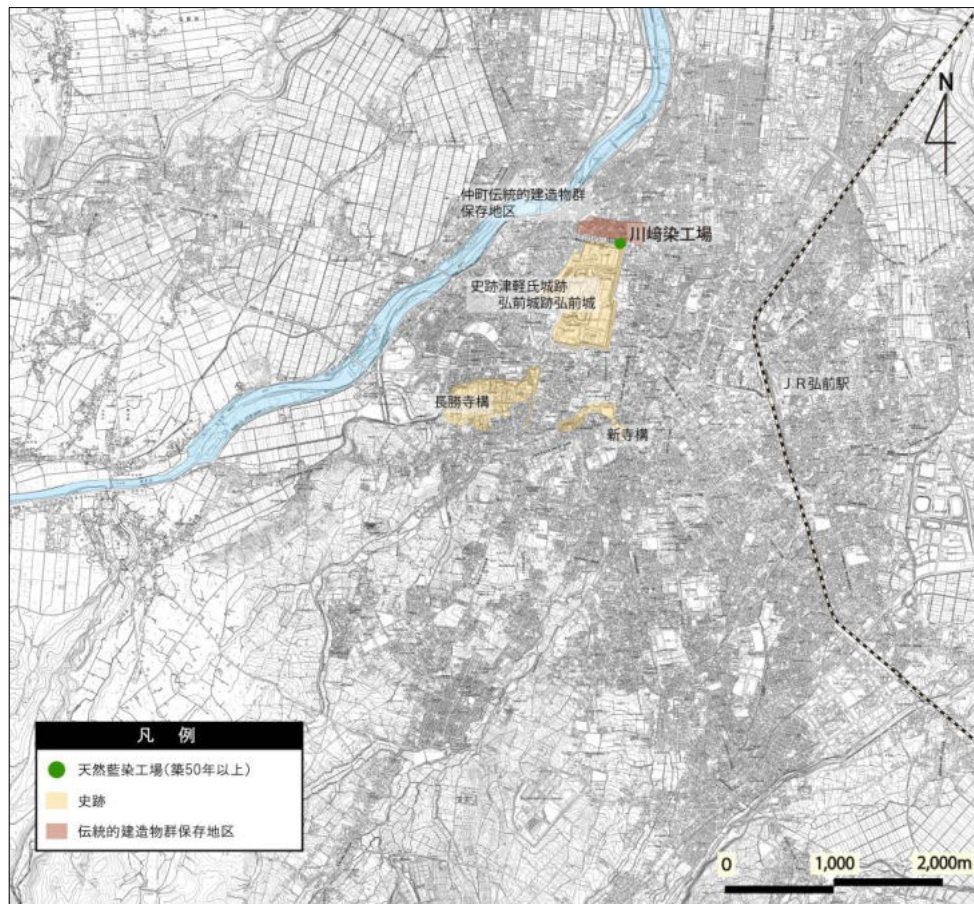 N
仲町伝統的建造物群
保存地区
川﨑染工場
史跡津軽氏城跡
弘前城跡弘前城
JR弘前駅
長勝寺構
新寺構
凡 例
天然藍染工場(築50年以上)
史跡
伝統的建造物群保存地区
0 1,000 2,000m